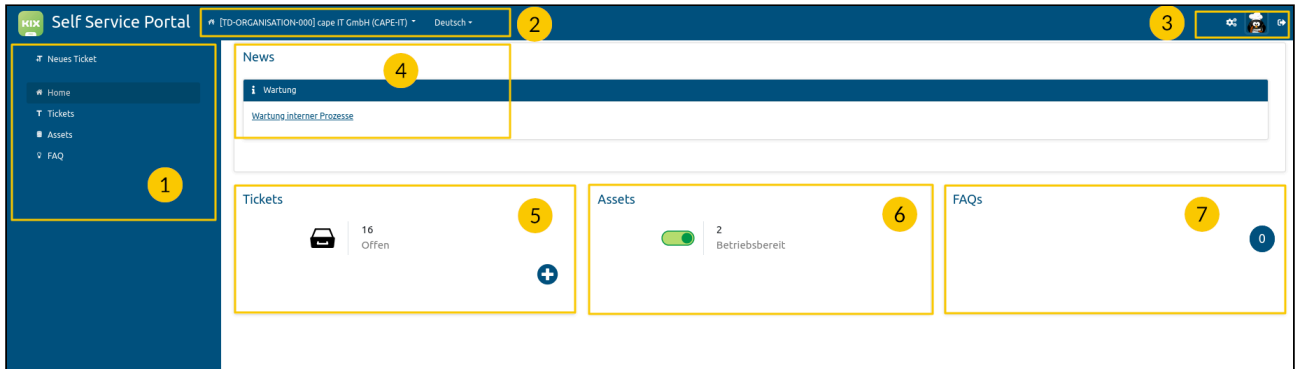 KIX Self Service Portal
[TD-ORGANISATION-000] cape IT GmbH (CAPE-IT)
Deutsch
2
3
Neues Ticket
Home
Tickets
Assets
FAQ
1
News
4
Wartung
Wartung interner Prozesse
Tickets
16
Offen
5
Assets
2
Betriebsbereit
6
FAQs
7
0